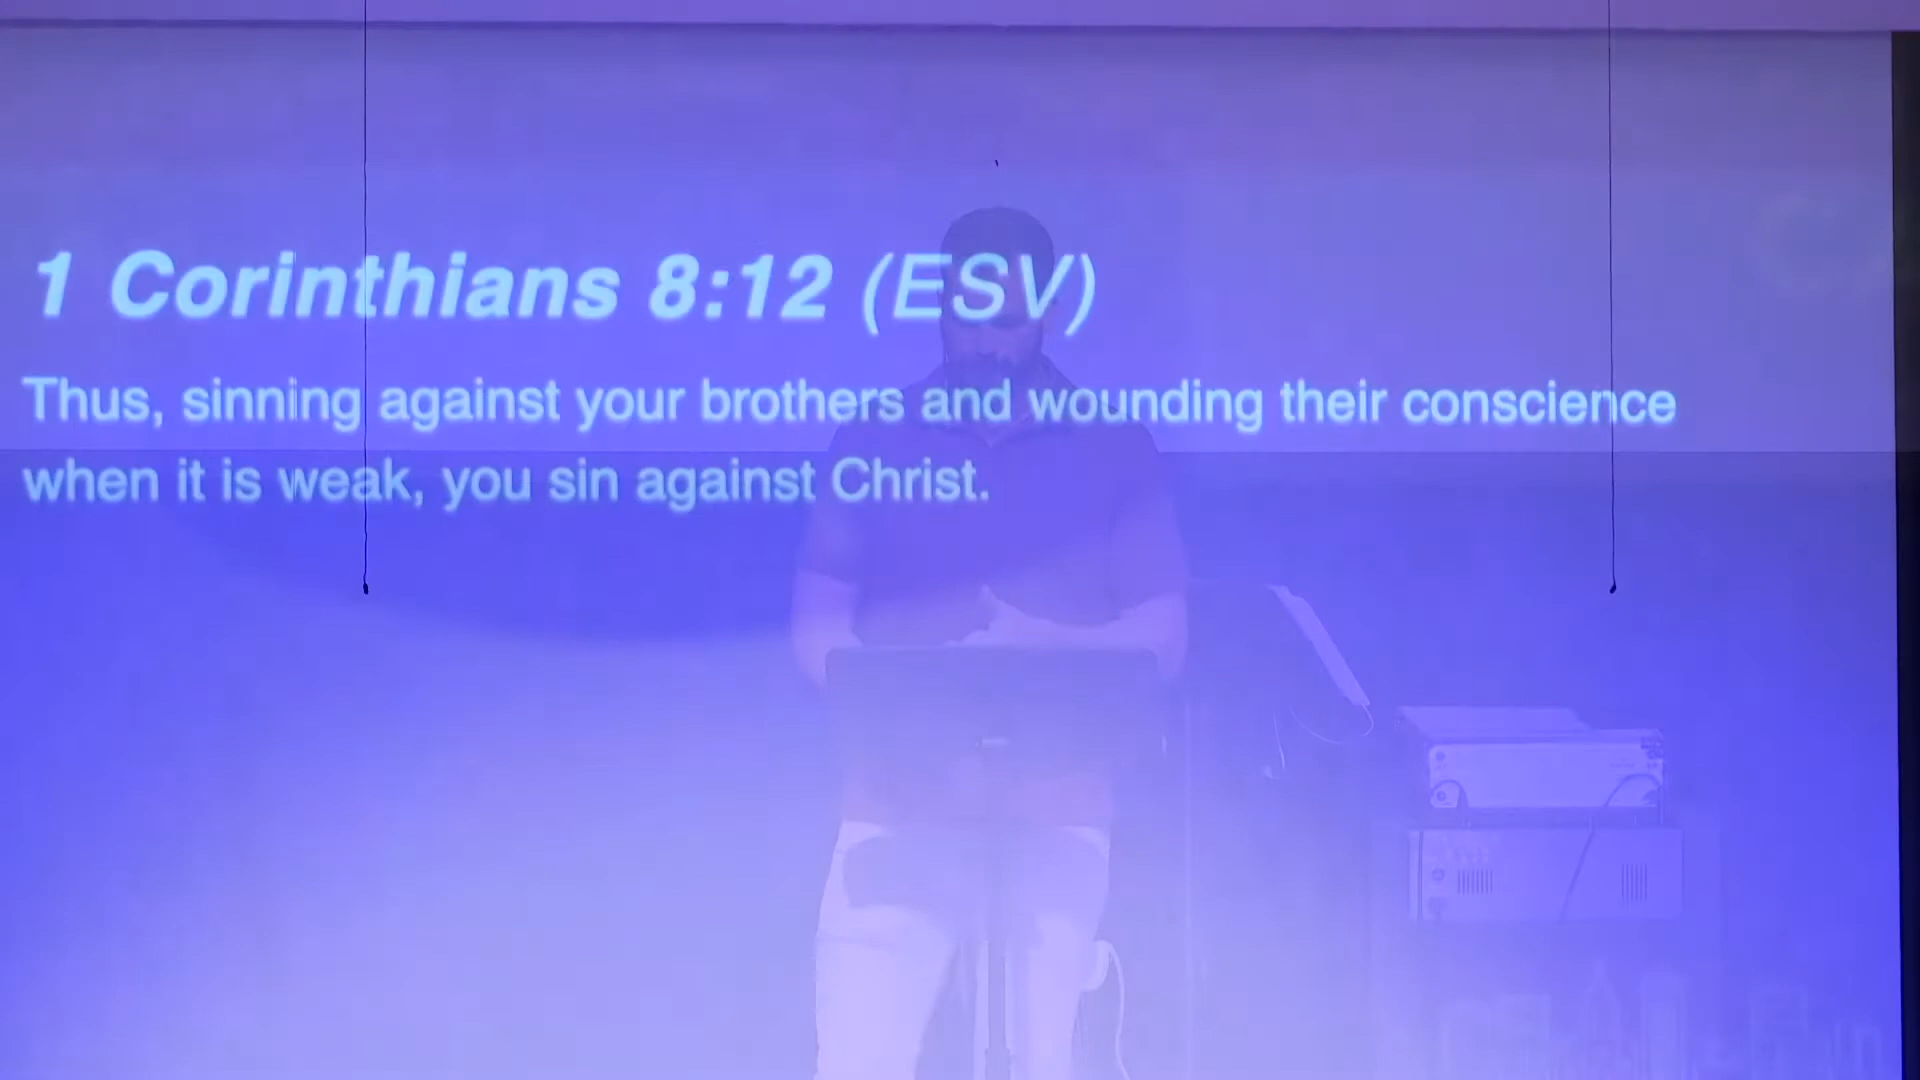 1 Corinthians 8:12 (ESV)
Thus, sinning against your brothers and wounding their conscience
when it is weak, you sin against Christ.